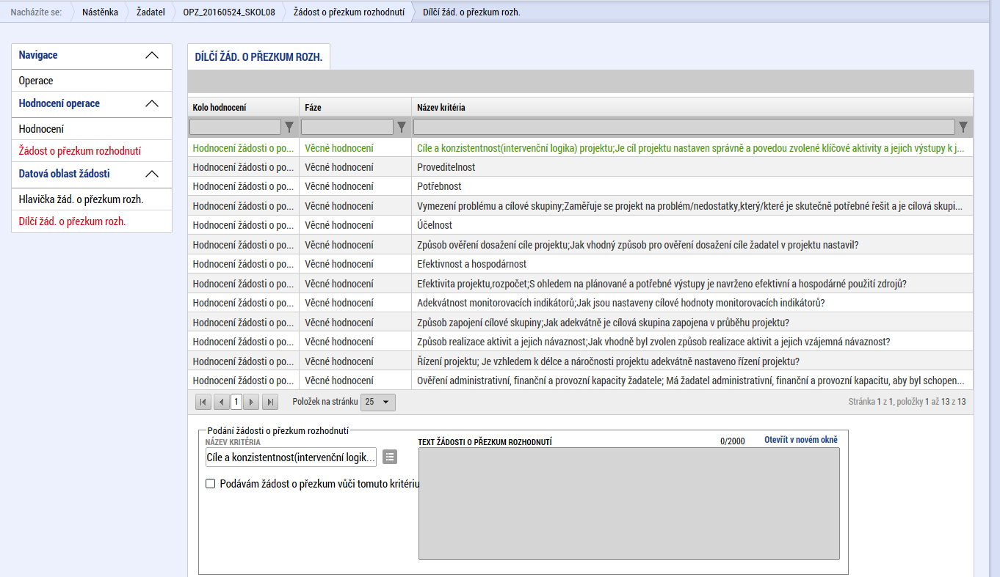 Nacházíte se: Nástěnka Žadatel OPZ_20160524_SKOL08 Žádost o přezkum rozhodnutí Dílčí žád. o přezkum rozh.
Navigace
Operace
Hodnocení operace
Hodnocení
Žádost o přezkum rozhodnutí
Datová oblast žádosti
Hlavička žád. o přezkum rozh.
Dílčí žád. o přezkum rozh.
DÍLČÍ ŽÁD. O PŘEZKUM ROZH.
Kolo hodnocení Fáze Název kritéria
Hodnocení žádosti o po... Věcné hodnocení Cíle a konzistentnost(intervenční logika) projektu;Je cíl projektu nastaven správně a povedou zvolené klíčové aktivity a jejich výstupy k j...
Hodnocení žádosti o po... Věcné hodnocení Proveditelnost
Hodnocení žádosti o po... Věcné hodnocení Potřebnost
Hodnocení žádosti o po... Věcné hodnocení Vymezení problému a cílové skupiny;Zaměřuje se projekt na problém/nedostatky,který/které je skutečně potřebné řešit a je cílová skupi...
Hodnocení žádosti o po... Věcné hodnocení Účelnost
Hodnocení žádosti o po... Věcné hodnocení Způsob ověření dosažení cíle projektu;Jak vhodný způsob pro ověření dosažení cíle žadatel v projektu nastavil?
Hodnocení žádosti o po... Věcné hodnocení Efektivnost a hospodárnost
Hodnocení žádosti o po... Věcné hodnocení Efektivita projektu,rozpočet;S ohledem na plánované a potřebné výstupy je navrženo efektivní a hospodárné použití zdrojů?
Hodnocení žádosti o po... Věcné hodnocení Adekvátnost monitorovacích indikátorů;Jak jsou nastaveny cílové hodnoty monitorovacích indikátorů?
Hodnocení žádosti o po... Věcné hodnocení Způsob zapojení cílové skupiny;Jak adekvátně je cílová skupina zapojena v průběhu projektu?
Hodnocení žádosti o po... Věcné hodnocení Způsob realizace aktivit a jejich návaznost;Jak vhodně byl zvolen způsob realizace aktivit a jejich vzájemná návaznost?
Hodnocení žádosti o po... Věcné hodnocení Řízení projektu; Je vzhledem k délce a náročnosti projektu adekvátně nastaveno řízení projektu?
Hodnocení žádosti o po... Věcné hodnocení Ověření administrativní, finanční a provozní kapacity žadatele; Má žadatel administrativní, finanční a provozní kapacitu, aby byl schopen...
1 Položek na stránku 25 Stránka 1 z 1, položky 1 až 13 z 13
Podání žádosti o přezkum rozhodnutí
NÁZEV KRITÉRIA TEXT ŽÁDOSTI O PŘEZKUM ROZHODNUTÍ 0/2000 Otevřít v novém okně
Cíle a konzistentnost(intervenční logik...
Podávám žádost o přezkum vůči tomuto kritériu